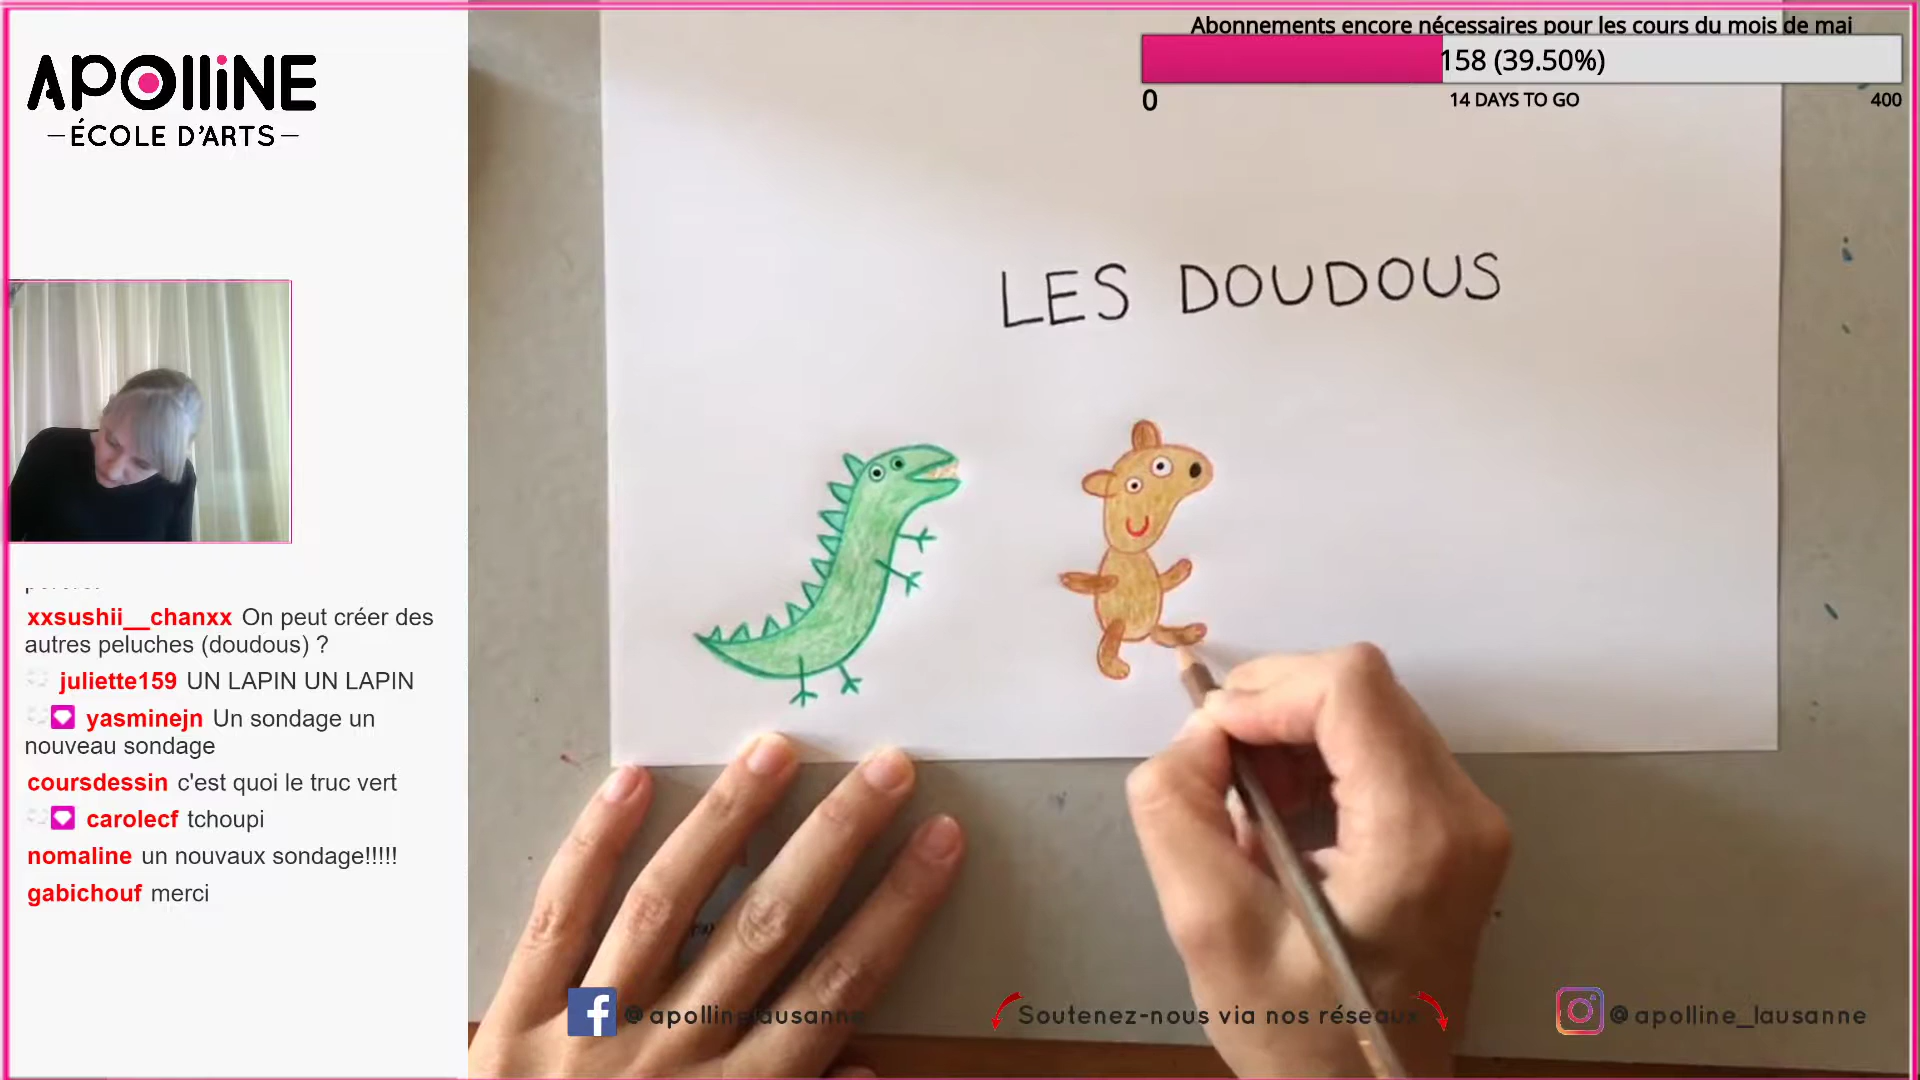 APOLLINE
ÉCOLE D'ARTS
Abonnements encore nécessaires pour les cours du mois de mai
158 (39.50%)
0
14 DAYS TO GO
400
LES DOUDOUS
xxsushii__chanxx On peut créer des
autres peluches (doudous) ?
juliette159 UN LAPIN UN LAPIN
yasminejn Un sondage un
nouveau sondage
coursdessin c'est quoi le truc vert
carolecf tchoupi
nomaline un nouvaux sondage!!!!!
gabichouf merci
@apollinelausanne
Soutenez-nous via nos réseaux
@apolline_lausanne